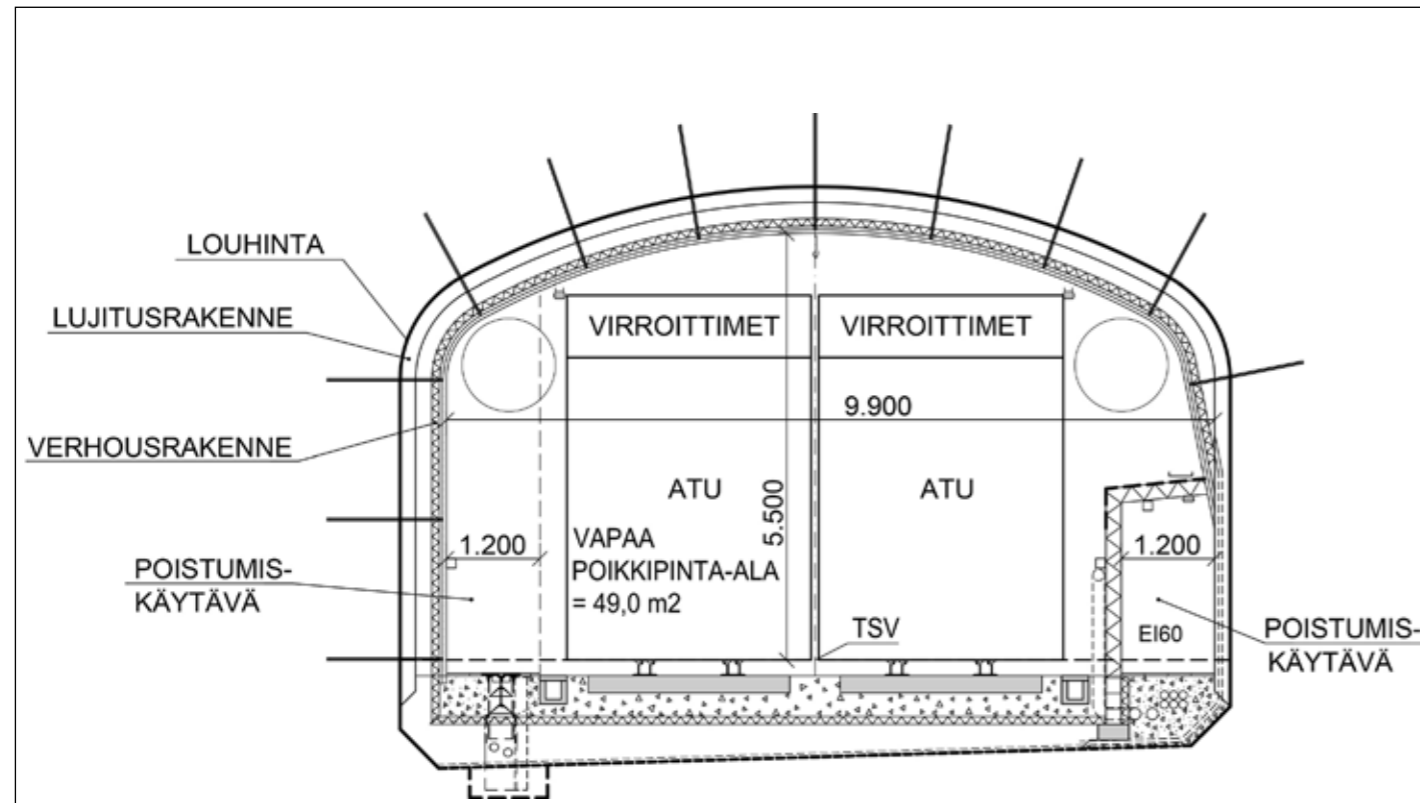 LOUHINTA
LUJITUSRAKENNE
VERHOUSRAKENNE
POISTUMIS-
KÄYTÄVÄ
VIRROITTIMET
VIRROITTIMET
9.900
ATU
ATU
5.500
1.200
VAPAA
POIKKIPINTA-ALA
= 49,0 m2
TSV
1.200
EI60
POISTUMIS-
KÄYTÄVÄ